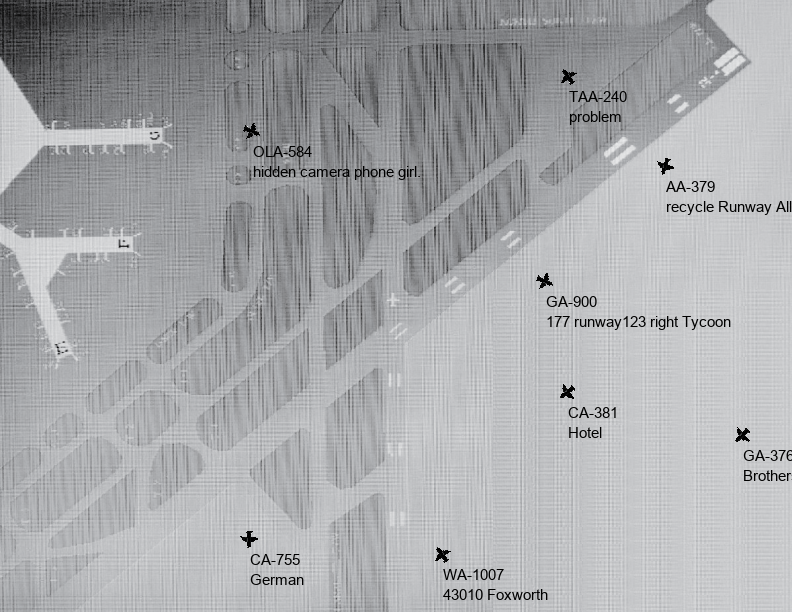 TAA-240
problem
OLA-584
hidden camera phone girl.
AA-379
recycle Runway All
GA-900
177 runway123 right Tycoon
CA-381
Hotel
GA-376
Brother
CA-755
German
WA-1007
43010 Foxworth